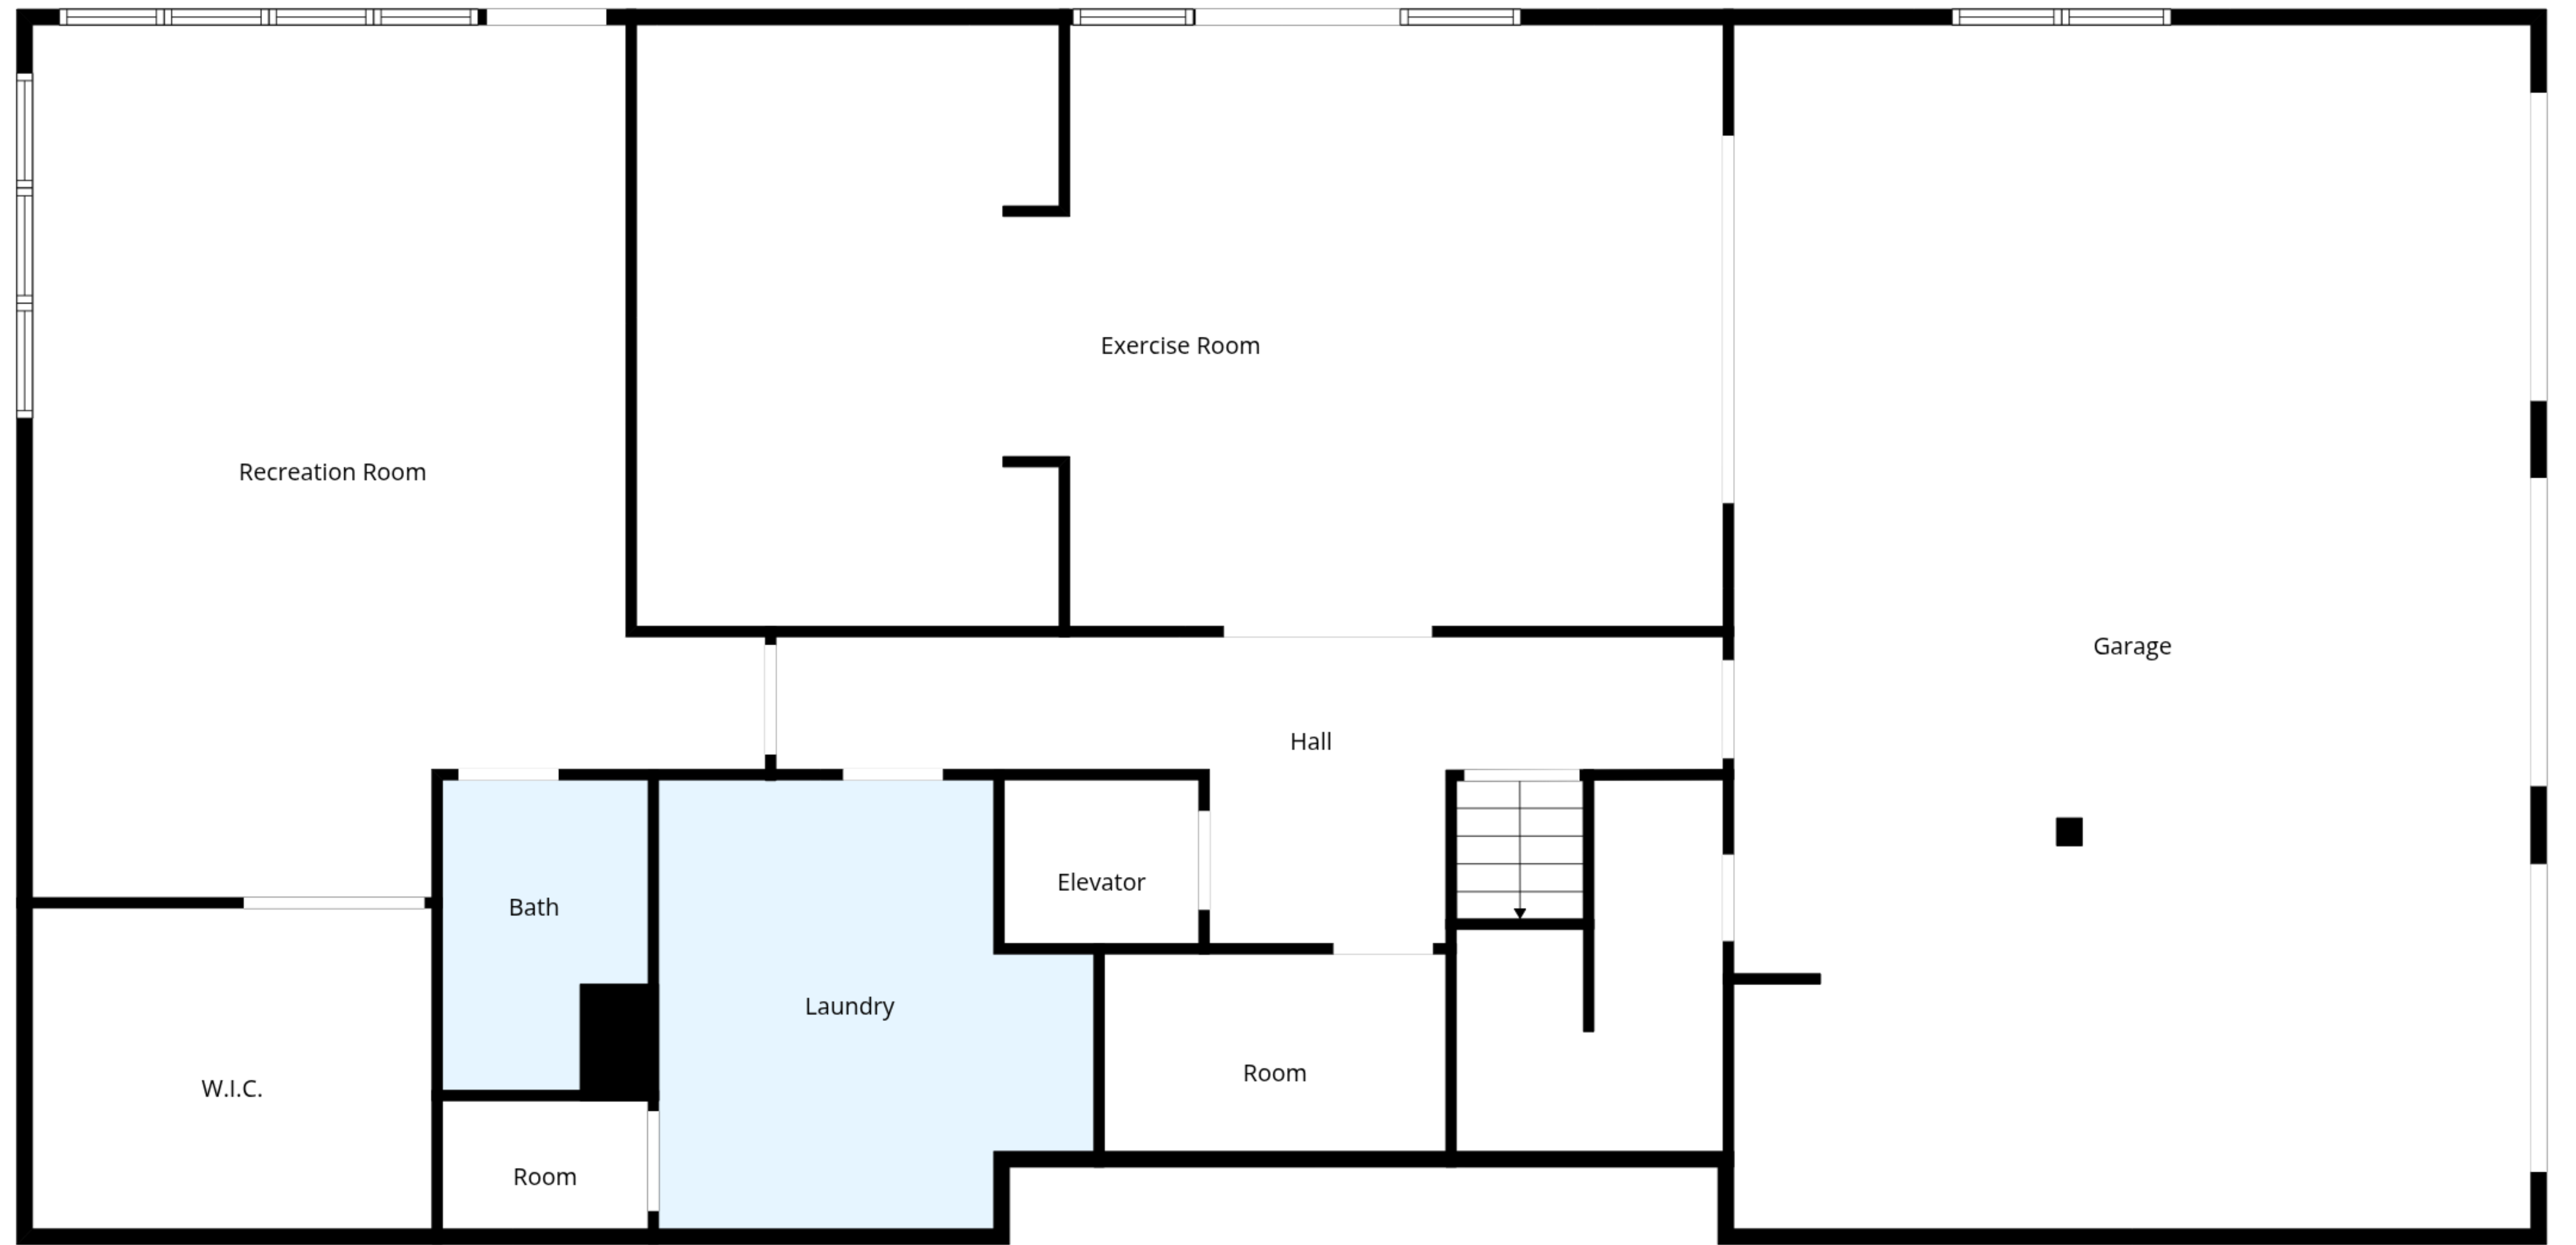 Exercise Room
Recreation Room
Garage
Hall
Elevator
Bath
Laundry
Room
W.I.C.
Room